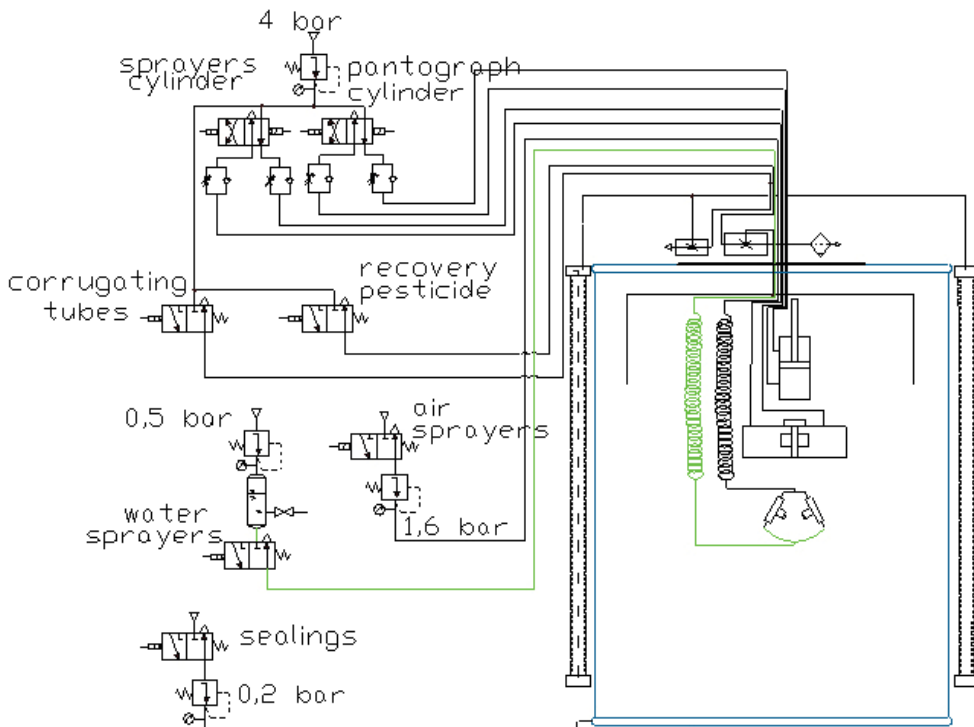 4 bar
sprayers
cylinder
pantograph
cylinder
corrugating
tubes
recovery
pesticide
0,5 bar
air
sprayers
water
sprayers
1,6 bar
sealings
0,2 bar